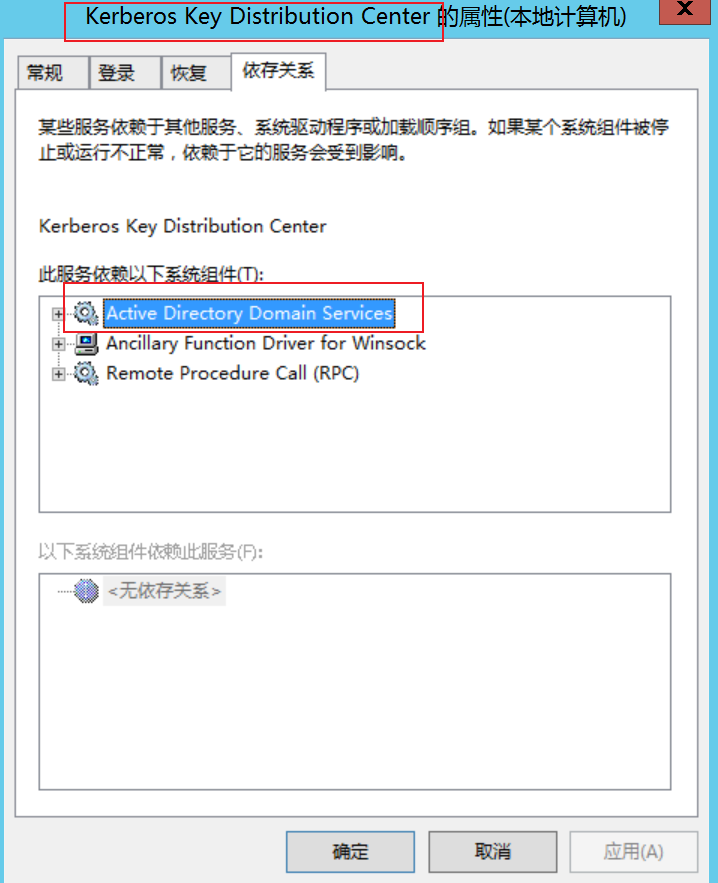 Kerberos Key Distribution Center 的属性(本地计算机)
X
常规 登录 恢复 依存关系
某些服务依赖于其他服务、系统驱动程序或加载顺序组。如果某个系统组件被停
止或运行不正常，依赖于它的服务会受到影响。
Kerberos Key Distribution Center
此服务依赖以下系统组件(T):
Active Directory Domain Services
Ancillary Function Driver for Winsock
Remote Procedure Call (RPC)
以下系统组件依赖此服务(F):
<无依存关系>
确定 取消 应用(A)